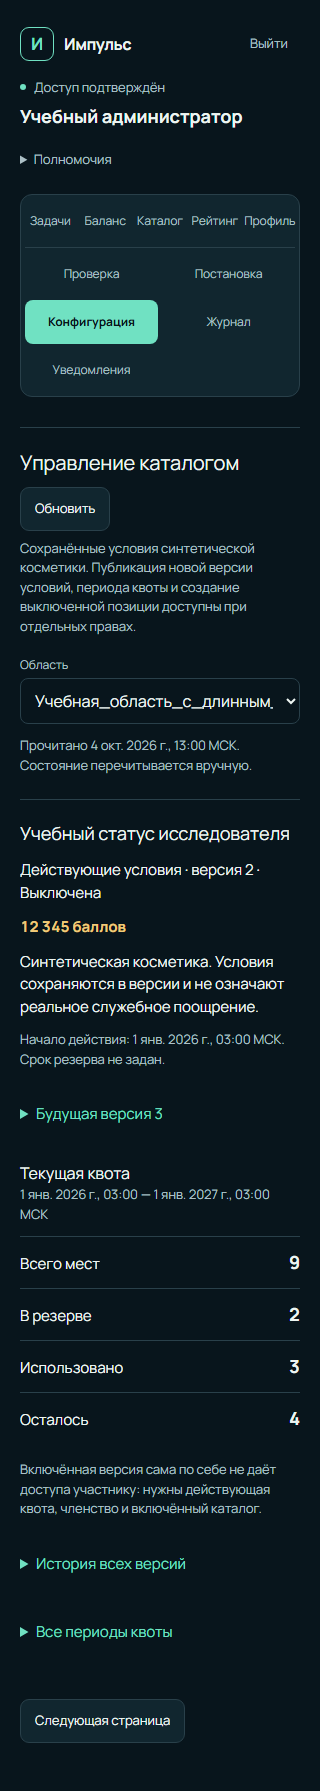 И Импульс Выйти
Доступ подтверждён
Учебный администратор
Полномочия
Задачи Баланс Каталог Рейтинг Профиль
Проверка Постановка
Конфигурация Журнал
Уведомления
Управление каталогом
Обновить
Сохранённые условия синтетической
косметики. Публикация новой версии
условий, периода квоты и создание
выключенной позиции доступны при
отдельных правах.
Область
Учебная_область_с_длинным_
Прочитано 4 окт. 2026 г., 13:00 МСК.
Состояние перечитывается вручную.
Учебный статус исследователя
Действующие условия · версия 2 ·
Выключена
12 345 баллов
Синтетическая косметика. Условия
сохраняются в версии и не означают
реальное служебное поощрение.
Начало действия: 1 янв. 2026 г., 03:00 МСК.
Срок резерва не задан.
Будущая версия 3
Текущая квота
1 янв. 2026 г., 03:00 — 1 янв. 2027 г., 03:00
МСК
Всего мест 9
В резерве 2
Использовано 3
Осталось 4
Включённая версия сама по себе не даёт
доступа участнику: нужны действующая
квота, членство и включённый каталог.
История всех версий
Все периоды квоты
Следующая страница